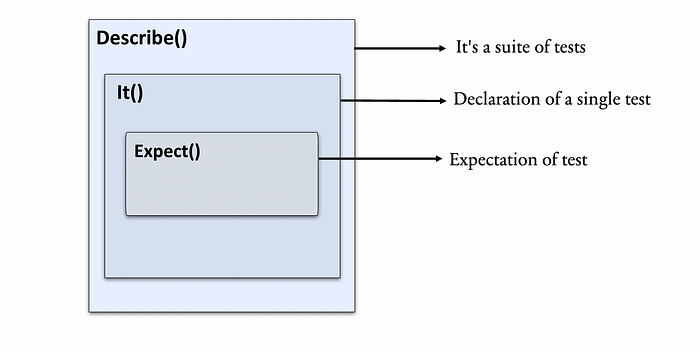 Describe()
It's a suite of tests
It()
Declaration of a single test
Expect()
Expectation of test